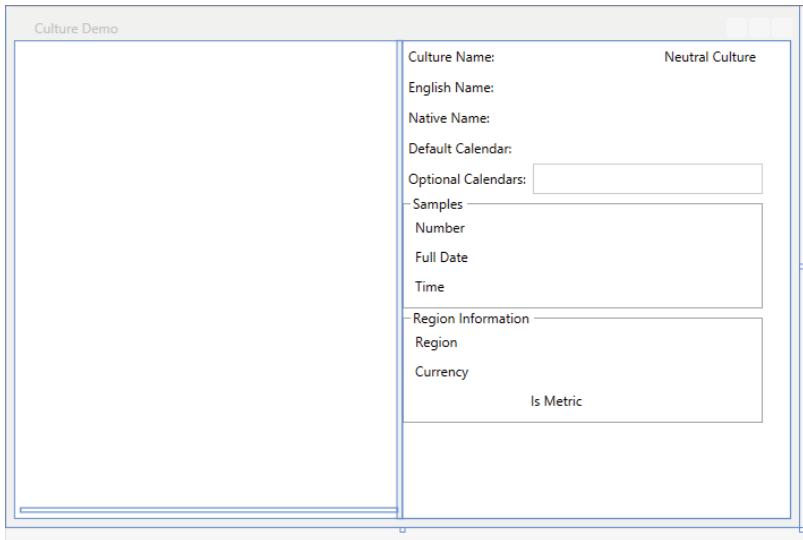 Culture Demo
Culture Name: Neutral Culture
English Name:
Native Name:
Default Calendar:
Optional Calendars:
Samples
Number
Full Date
Time
Region Information
Region
Currency
Is Metric